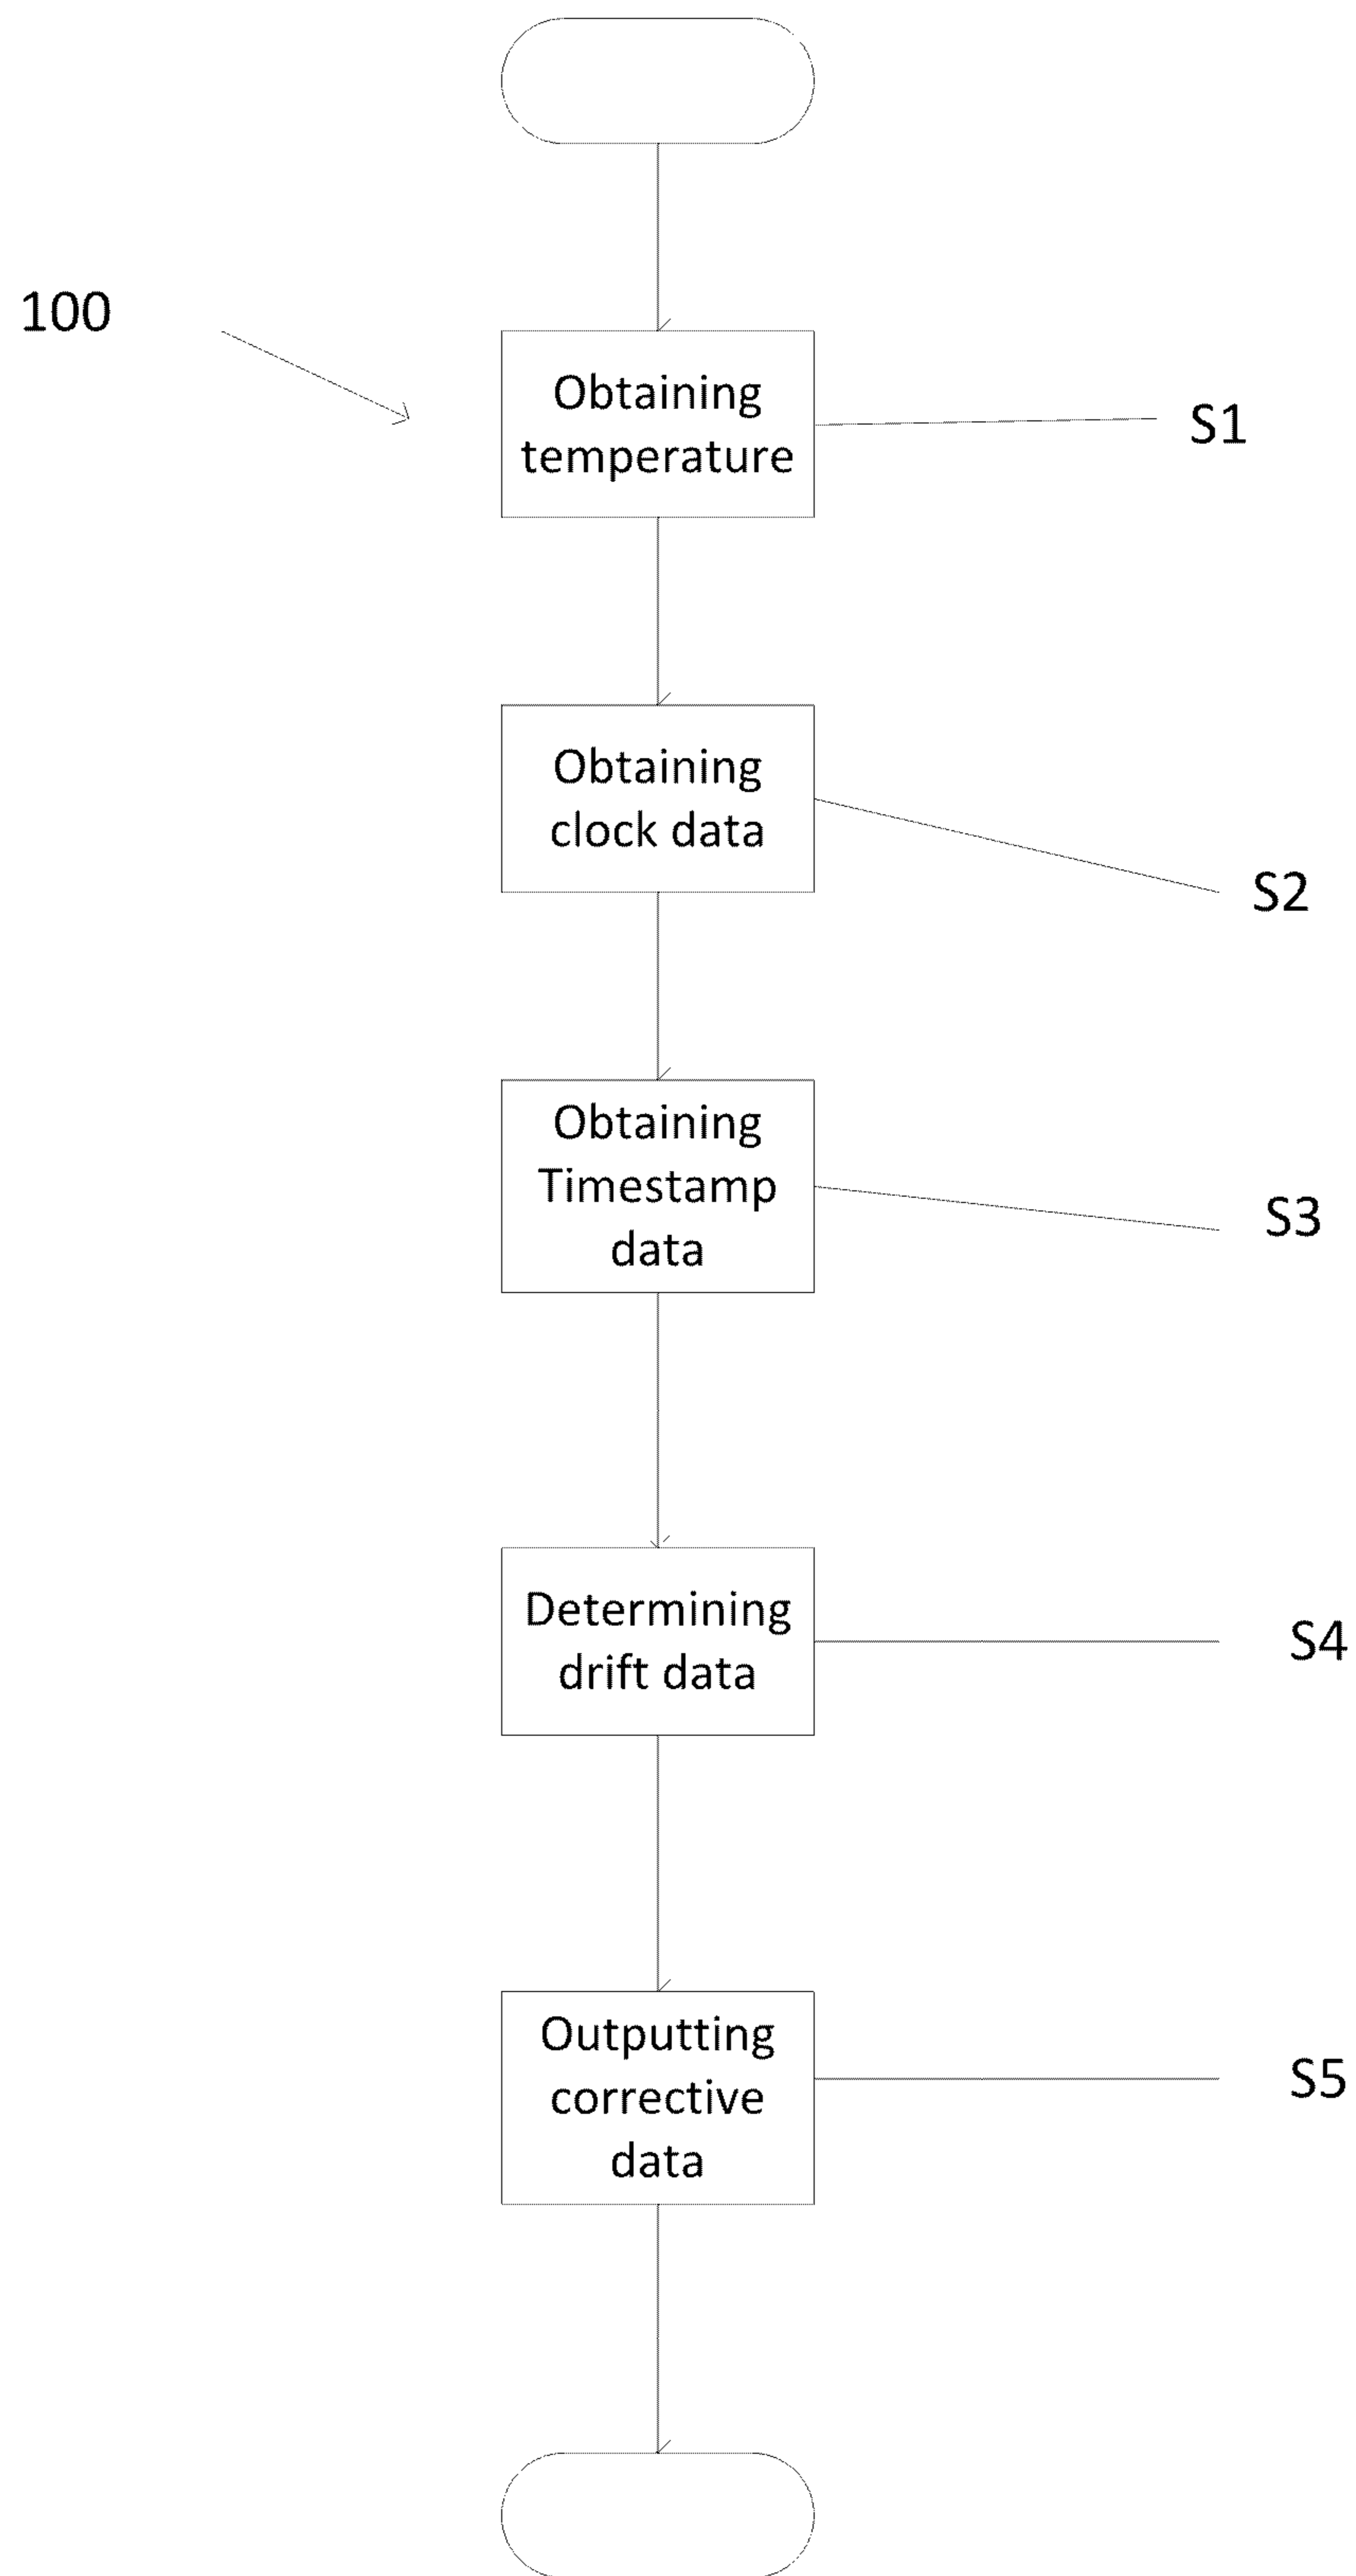 100
Obtaining
temperature
S1
Obtaining
clock data
S2
Obtaining
Timestamp
data
S3
Determining
drift data
S4
Outputting
corrective
data
S5